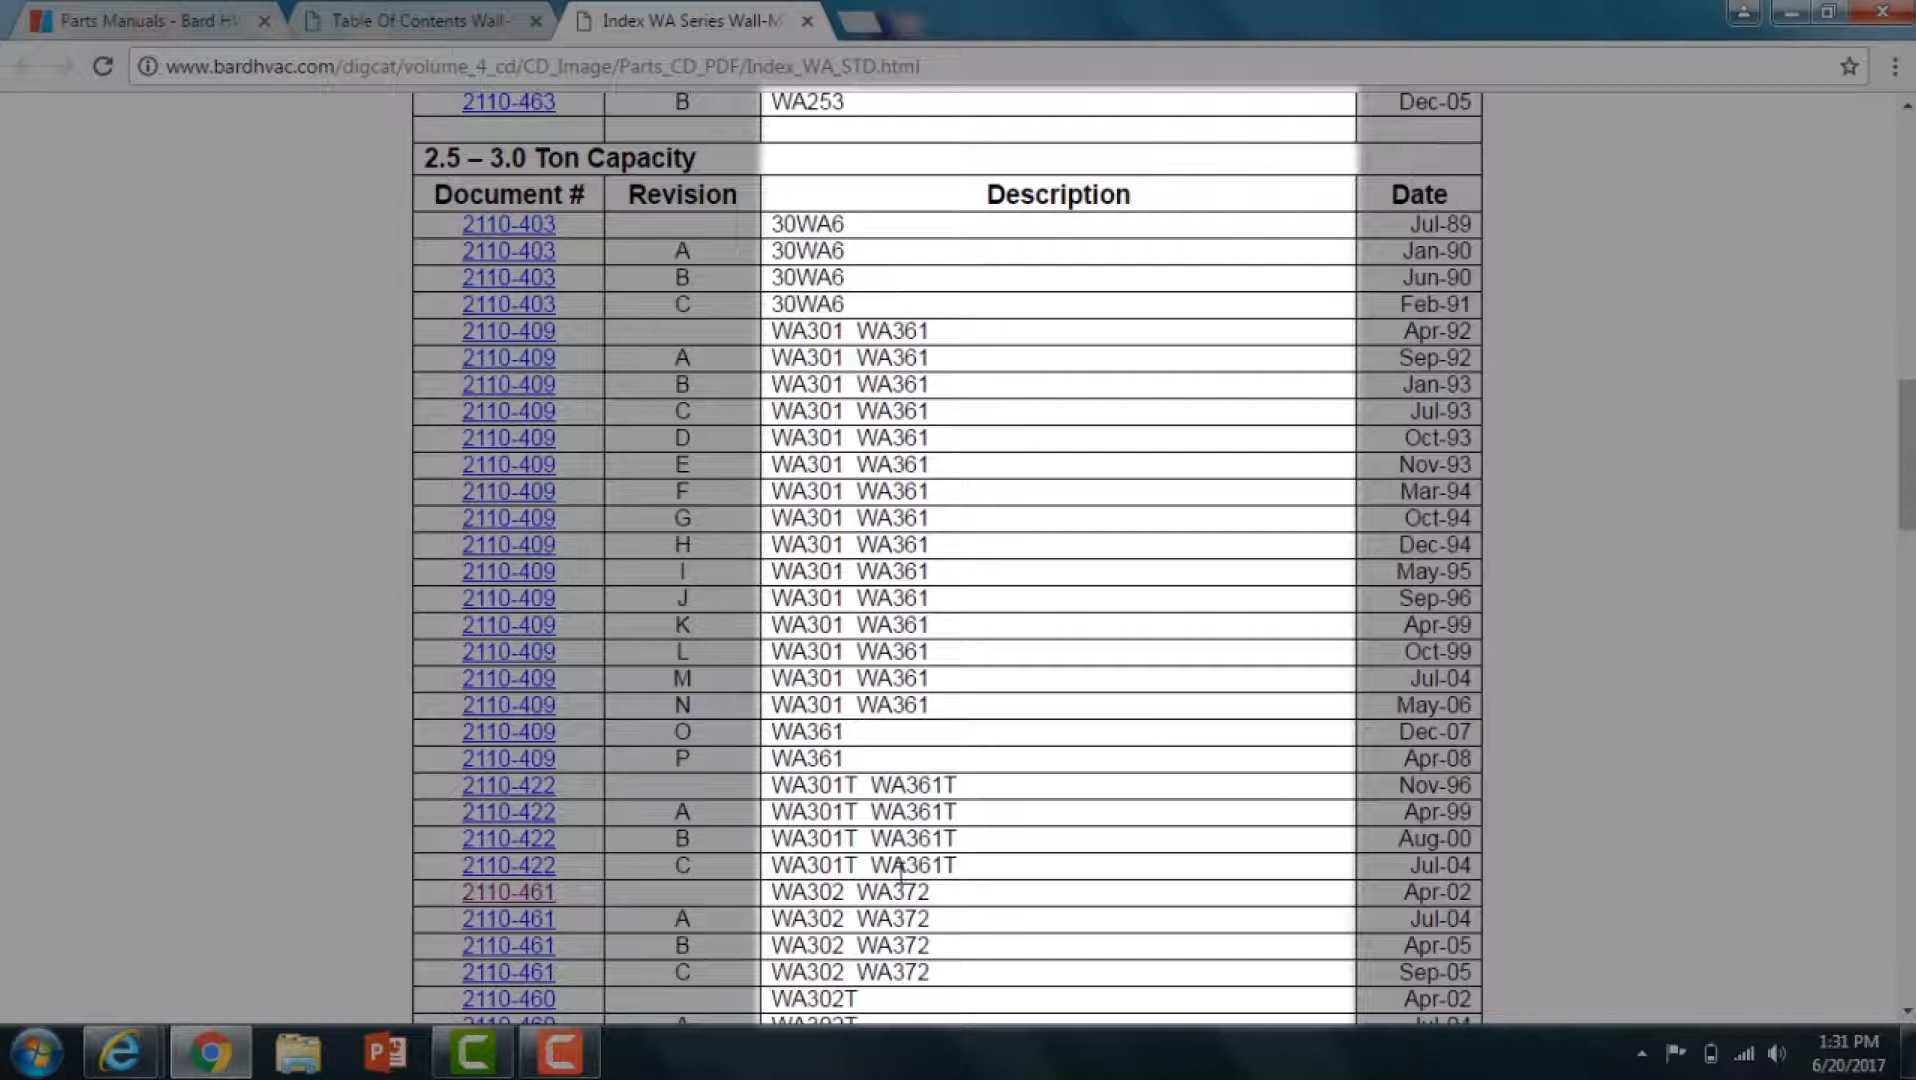 Parts Manuals - Bard HV
Table Of Contents Wall-
Index WA Series Wall-M
www.bardhvac.com/digcat/volume_4_cd/CD_Image/Parts_CD_PDF/Index_WA_STD.html
2110-463 B WA253 Dec-05
2.5 – 3.0 Ton Capacity
Document # Revision Description Date
2110-403 30WA6 Jul-89
2110-403 A 30WA6 Jan-90
2110-403 B 30WA6 Jun-90
2110-403 C 30WA6 Feb-91
2110-409 WA301 WA361 Apr-92
2110-409 A WA301 WA361 Sep-92
2110-409 B WA301 WA361 Jan-93
2110-409 C WA301 WA361 Jul-93
2110-409 D WA301 WA361 Oct-93
2110-409 E WA301 WA361 Nov-93
2110-409 F WA301 WA361 Mar-94
2110-409 G WA301 WA361 Oct-94
2110-409 H WA301 WA361 Dec-94
2110-409 I WA301 WA361 May-95
2110-409 J WA301 WA361 Sep-96
2110-409 K WA301 WA361 Apr-99
2110-409 L WA301 WA361 Oct-99
2110-409 M WA301 WA361 Jul-04
2110-409 N WA301 WA361 May-06
2110-409 O WA361 Dec-07
2110-409 P WA361 Apr-08
2110-422 WA301T WA361T Nov-96
2110-422 A WA301T WA361T Apr-99
2110-422 B WA301T WA361T Aug-00
2110-422 C WA301T WA361T Jul-04
2110-461 WA302 WA372 Apr-02
2110-461 A WA302 WA372 Jul-04
2110-461 B WA302 WA372 Apr-05
2110-461 C WA302 WA372 Sep-05
2110-460 WA302T Apr-02
2110-460 A WA302T Jul-04
1:31 PM
6/20/2017